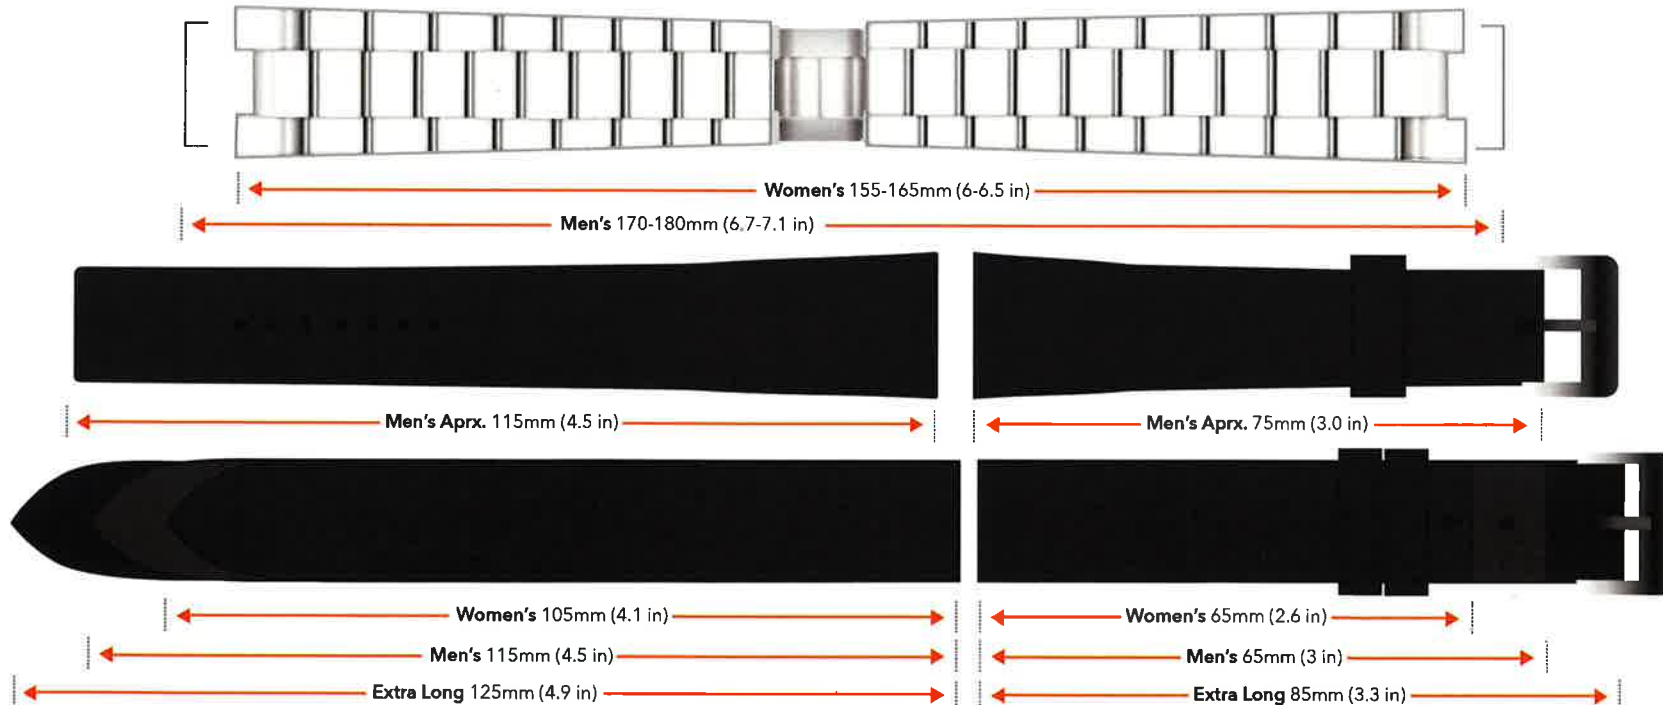 Women's 155-165mm (6-6.5 in)
Men's 170-180mm (6.7-7.1 in)
Men's Aprx. 115mm (4.5 in)
Men's Aprx. 75mm (3.0 in)
Women's 105mm (4.1 in)
Women's 65mm (2.6 in)
Men's 115mm (4.5 in)
Men's 65mm (3 in)
Extra Long 125mm (4.9 in)
Extra Long 85mm (3.3 in)